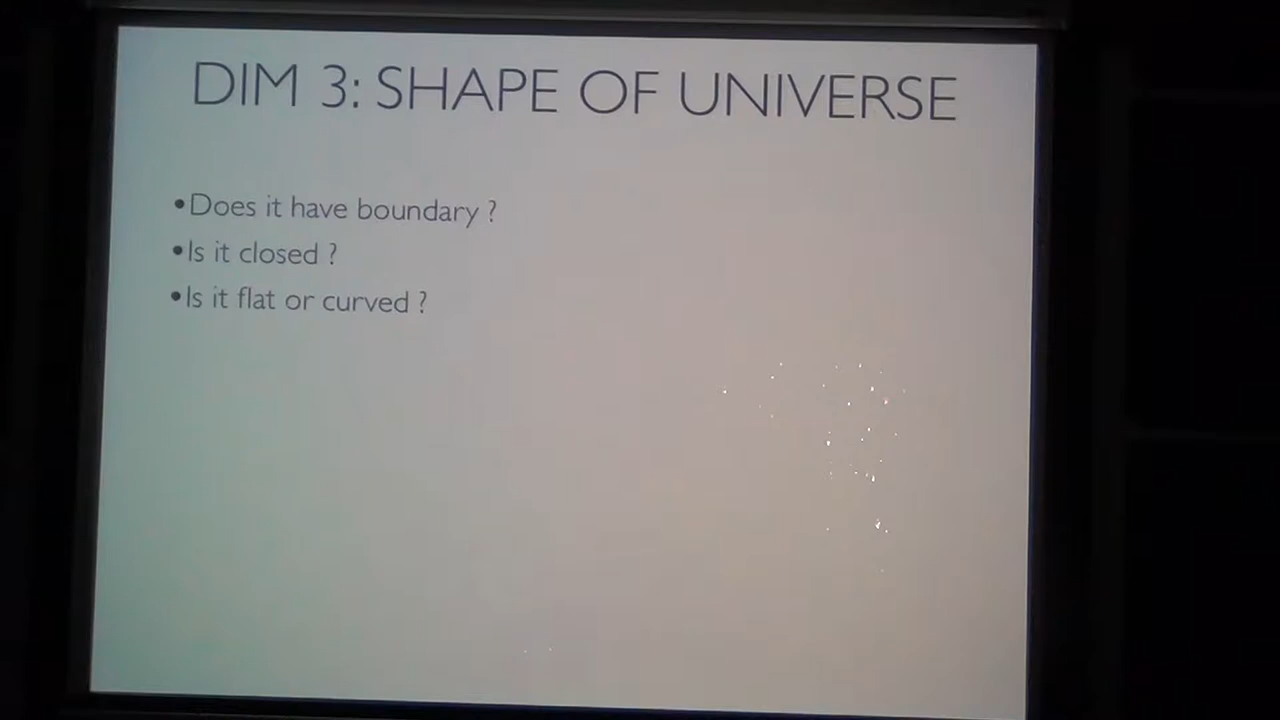 DIM 3: SHAPE OF UNIVERSE
•Does it have boundary ?
•Is it closed ?
•Is it flat or curved ?